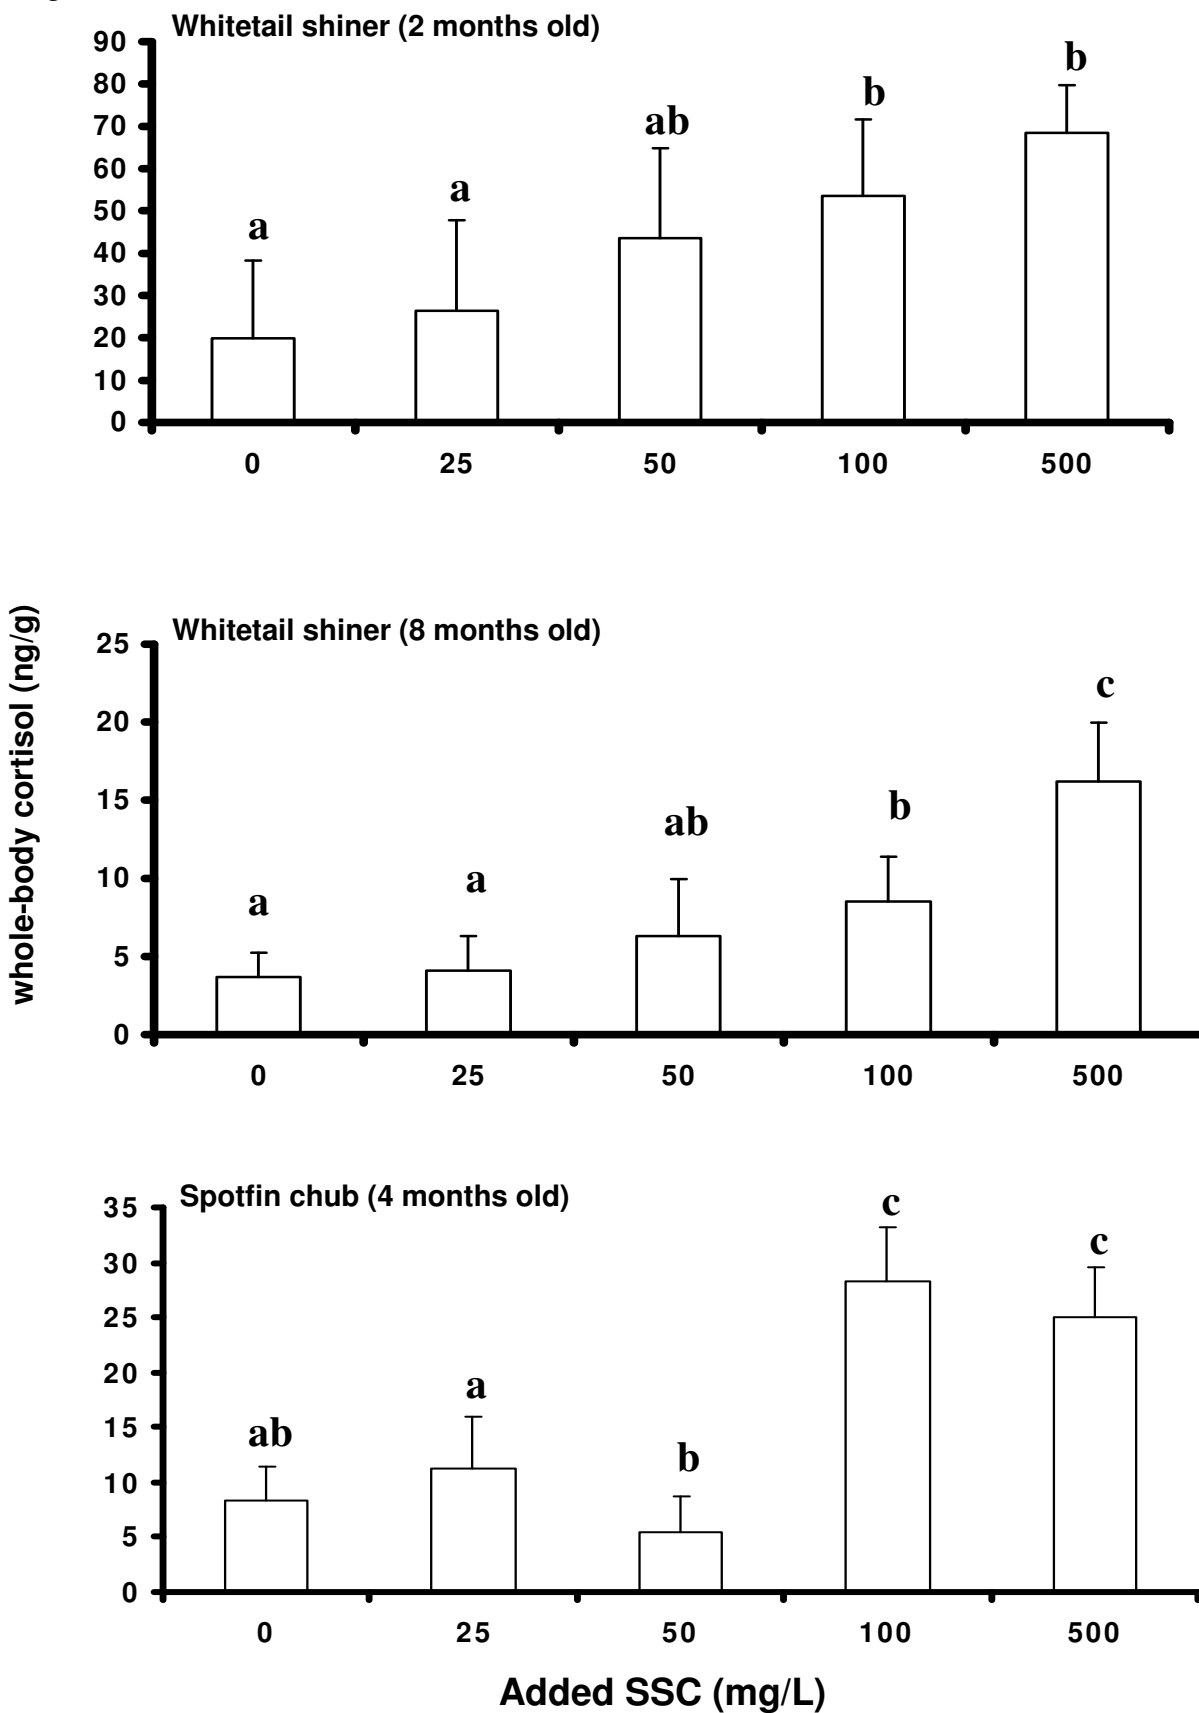 Whitetail shiner (2 months old)
90
80
70
60
50
40
30
20
10
0
a
a
ab
b
b
0 25 50 100 500
whole-body cortisol (ng/g)
Whitetail shiner (8 months old)
25
20
15
10
5
0
a
a
ab
b
c
0 25 50 100 500
Spotfin chub (4 months old)
35
30
25
20
15
10
5
0
ab
a
b
c
c
0 25 50 100 500
Added SSC (mg/L)